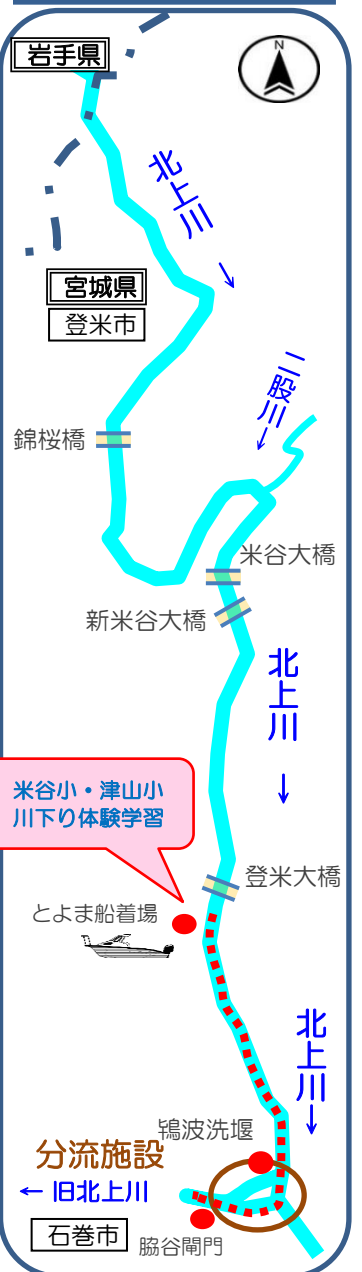 岩手県
N
北上川
↓
宮城県
登米市
二股川
↓
錦桜橋
米谷大橋
新米谷大橋
北上川
↓
米谷小・津山小
川下り体験学習
登米大橋
とよま船着場
北上川
↓
鴇波洗堰
分流施設
← 旧北上川
石巻市
脇谷閘門